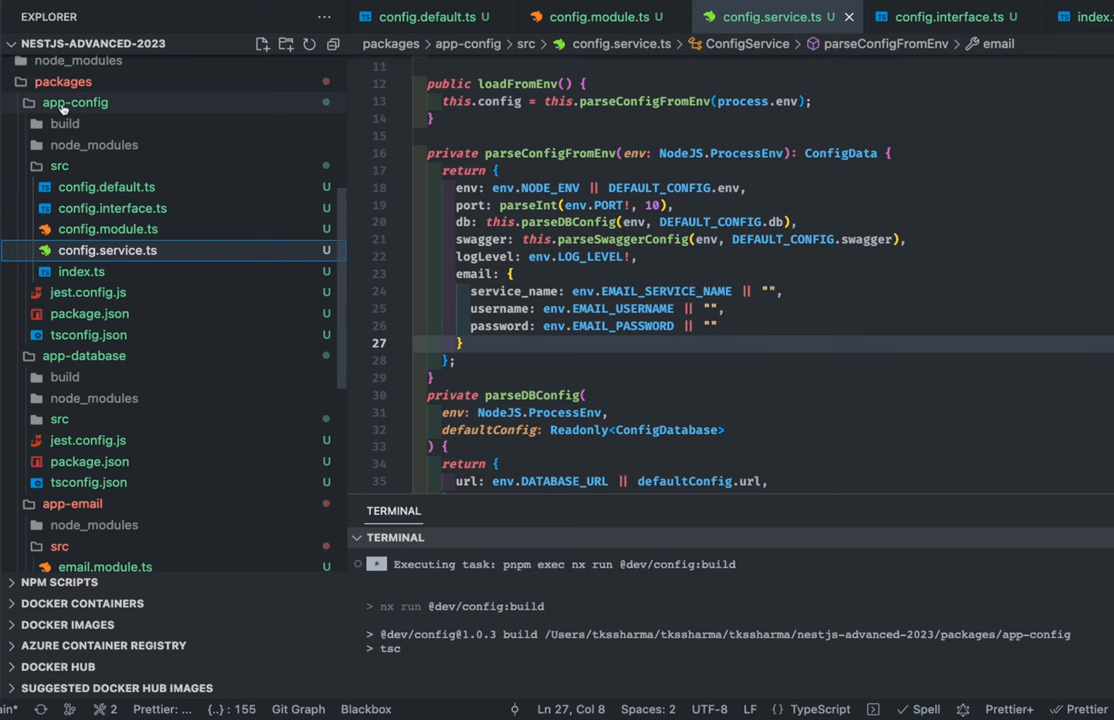 EXPLORER
NESTJS-ADVANCED-2023
node_modules
packages
app-config
build
node_modules
src
config.default.ts U
config.interface.ts U
config.module.ts U
config.service.ts U
index.ts U
jest.config.js U
package.json U
tsconfig.json U
app-database
build
node_modules
src
jest.config.js U
package.json U
tsconfig.json U
app-email
node_modules
src
email.module.ts U
NPM SCRIPTS
DOCKER CONTAINERS
DOCKER IMAGES
AZURE CONTAINER REGISTRY
DOCKER HUB
SUGGESTED DOCKER HUB IMAGES
TS config.default.ts U
config.module.ts U
config.service.ts U
TS config.interface.ts U
TS index.
packages > app-config > src > config.service.ts > ConfigService > parseConfigFromEnv > email
11
12 public loadFromEnv() {
13 this.config = this.parseConfigFromEnv(process.env);
14 }
15
16 private parseConfigFromEnv(env: NodeJS.ProcessEnv): ConfigData {
17 return {
18 env: env.NODE_ENV || DEFAULT_CONFIG.env,
19 port: parseInt(env.PORT!, 10),
20 db: this.parseDBConfig(env, DEFAULT_CONFIG.db),
21 swagger: this.parseSwaggerConfig(env, DEFAULT_CONFIG.swagger),
22 logLevel: env.LOG_LEVEL!,
23 email: {
24 service_name: env.EMAIL_SERVICE_NAME || "",
25 username: env.EMAIL_USERNAME || "",
26 password: env.EMAIL_PASSWORD || ""
27 }
28 };
29 }
30 private parseDBConfig(
31 env: NodeJS.ProcessEnv,
32 defaultConfig: Readonly<ConfigDatabase>
33 ) {
34 return {
35 url: env.DATABASE_URL || defaultConfig.url,
TERMINAL
TERMINAL
* Executing task: pnpm exec nx run @dev/config:build
> nx run @dev/config:build
> @dev/config@1.0.3 build /Users/tkssharma/tkssharma/nestjs-advanced-2023/packages/app-config
> tsc
ain* 2 Prettier: ... {..} : 155 Git Graph Blackbox Ln 27, Col 8 Spaces: 2 UTF-8 LF {} TypeScript Spell Prettier+ Prettier